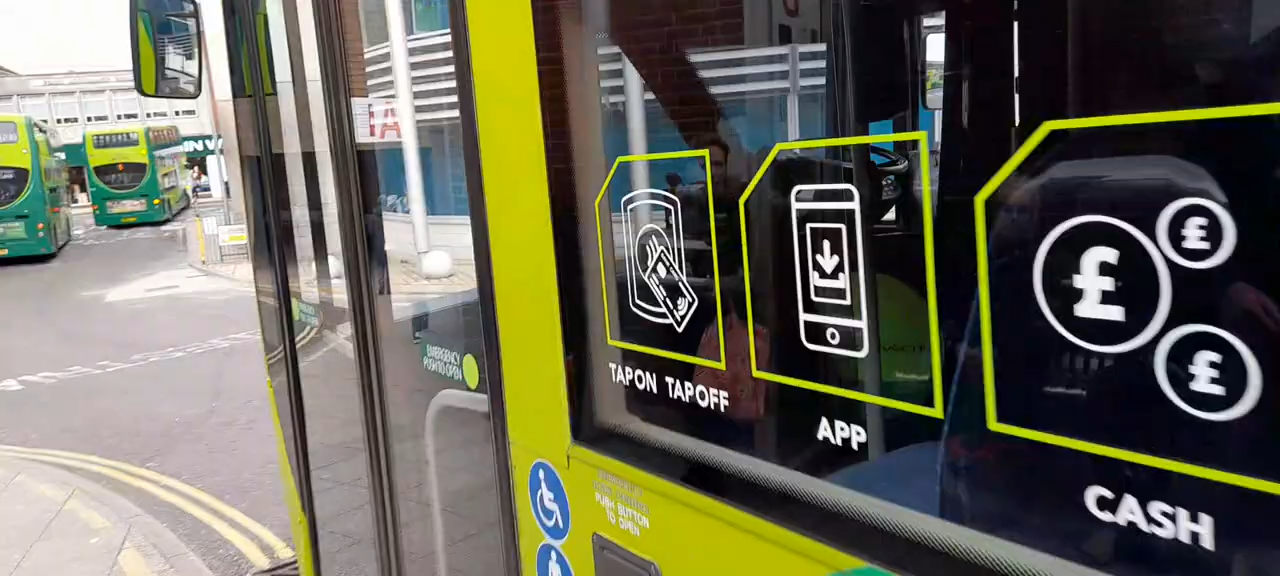 EMERGENCY
PUSH TO OPEN
TAPON TAPOFF
APP
£
£
£
CASH
PUSH BUTTON
TO OPEN